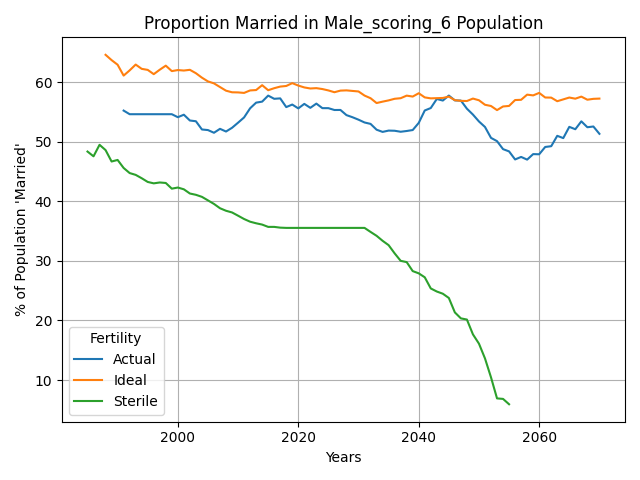 Proportion Married in Male_scoring_6 Population
% of Population 'Married'
60
50
40
30
20
10
Fertility
Actual
Ideal
Sterile
2000 2020 2040 2060
Years